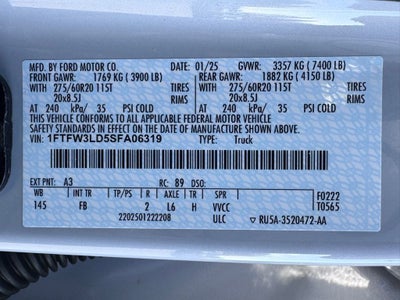 MFD. BY FORD MOTOR CO. 01/25 GVWR: 3357 KG ( 7400 LB)
FRONT GAWR: 1769 KG ( 3900 LB) REAR GAWR: 1882 KG ( 4150 LB)
WITH 275/60R20 115T TIRES WITH 275/60R20 115T TIRES
20x8.5J RIMS 20x8.5J RIMS
AT 240 kPa/ 35 PSI COLD AT 240 kPa/ 35 PSI COLD
THIS VEHICLE CONFORMS TO ALL APPLICABLE FEDERAL MOTOR VEHICLE
SAFETY AND THEFT PREVENTION STANDARDS IN EFFECT ON THE DATE OF MANUFACTURE SHOWN ABOVE.
VIN: 1FTFW3LD5SFA06319 TYPE: Truck
EXT PNT: A3 RC: 89 DSO:
WB INT TR TP/PS R AXLE TR SPR F0222
145 FB 2 L6 H VVCC T0565
2202501222208 ULC RU5A-3520472-AA